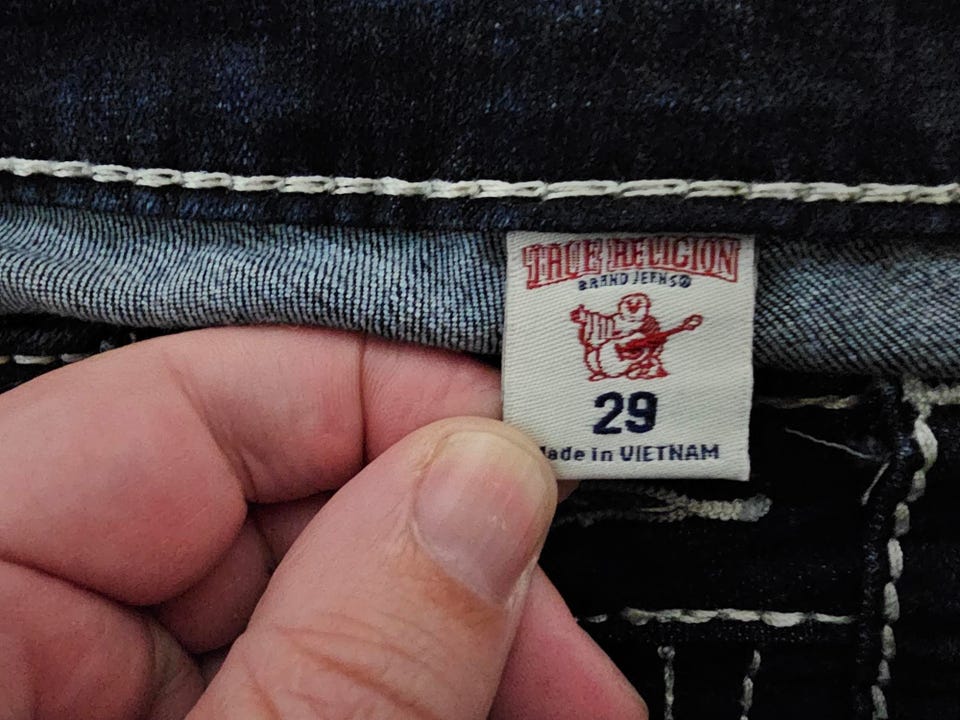 TRUE RELIGION
BRAND JEANS®
29
Made in VIETNAM